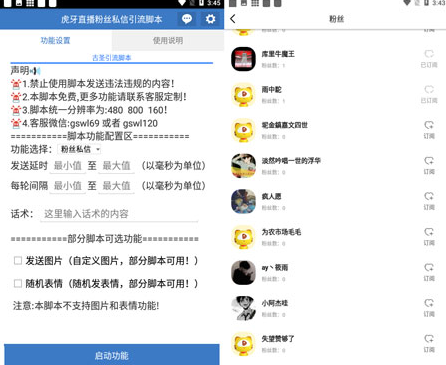 3:45
虎牙直播粉丝私信引流脚本
功能设置
使用说明
古圣引流脚本
声明
1.禁止使用脚本发送违法违规的内容!
2.本脚本免费,更多功能请联系客服定制!
3.脚本统一分辨率为:480 800 160!
4.客服微信:gswl69 或者 gswl120
===========脚本功能配置区===========
功能选择: 粉丝私信
发送延时 最小值 至 最大值 (以毫秒为单位)
每轮间隔 最小值 至 最大值 (以毫秒为单位)
话术: 这里输入话术的内容
===========部分脚本可选功能===========
发送图片(自定义图片，部分脚本可用!)
随机表情(随机发表情，部分脚本可用!)
注意:本脚本不支持图片和表情功能!
启动功能
3:43
粉丝
粉丝数: 0
订阅
库里牛魔王
粉丝数: 1
已订阅
雨中鴕
粉丝数: 1
已订阅
昵金鎮嘉文四世
粉丝数: 0
订阅
淡然吟唱一世的浮华
粉丝数: 0
订阅
疯人愿
粉丝数: 0
订阅
为农市场毛毛
粉丝数: 0
订阅
ay丶筱雨
粉丝数: 0
订阅
小阿杰哇
粉丝数: 0
订阅
失望赞够了
粉丝数: 0
订阅